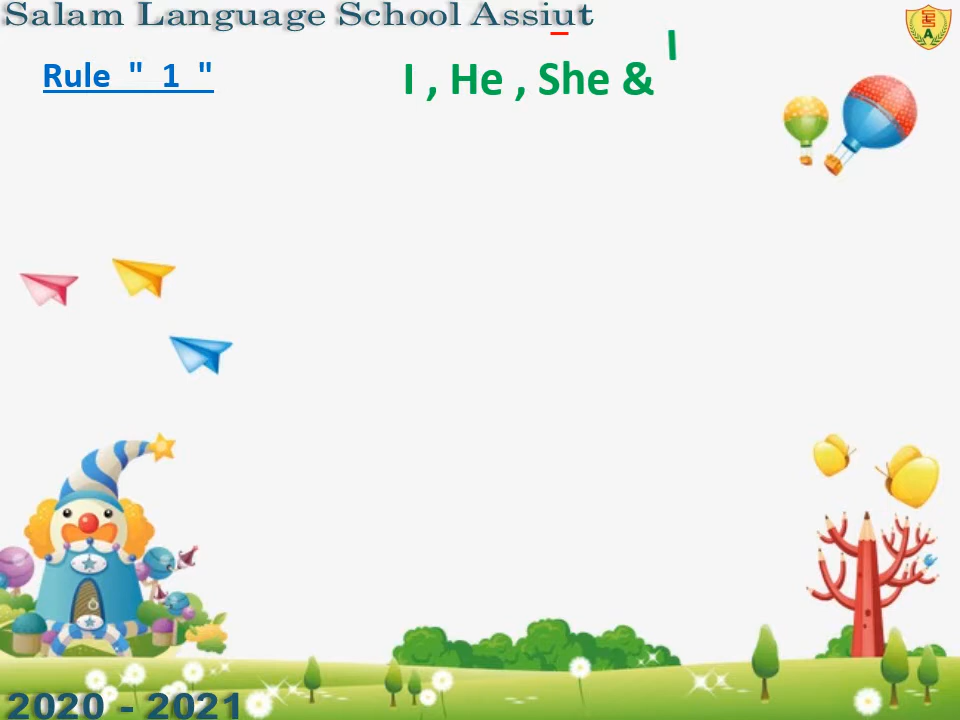 Salam Language School Assiut
Rule " 1 "
I , He , She & I
2020 - 2021